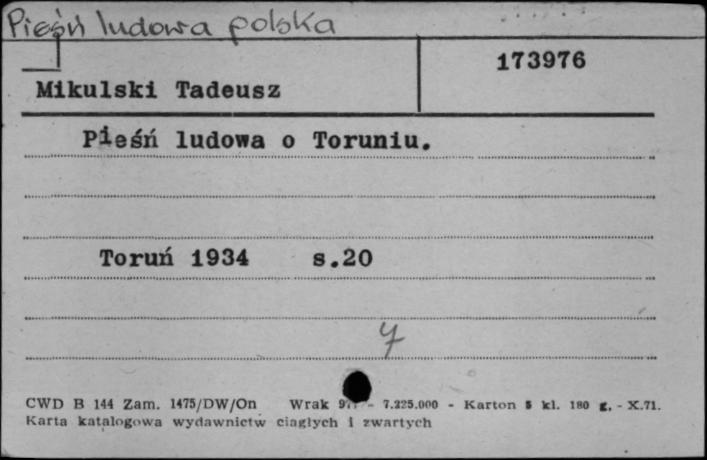 Pieśń ludowa polska
173976
Mikulski Tadeusz
Pieśń ludowa o Toruniu.
Toruń 1934 s.20
4
CWD B 144 Zam. 1475/DW/On Wrak - 7.225.000 - Karton 5 kl. 180 g. - X.71.
Karta katalogowa wydawnictw ciągłych i zwartych